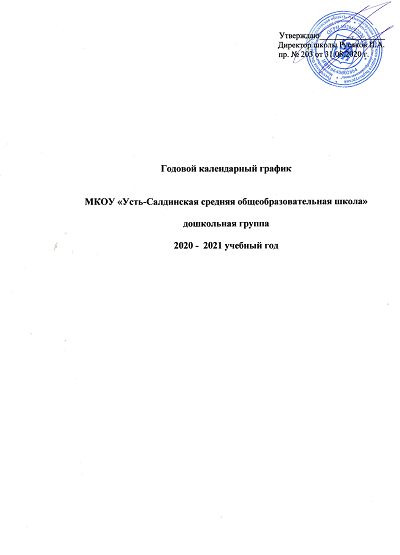 Утверждаю
Директор школы Русаков П.А.
пр. № 203 от 31.08.2020 г.
Годовой календарный график
МКОУ «Усть-Салдинская средняя общеобразовательная школа»
дошкольная группа
2020 - 2021 учебный год